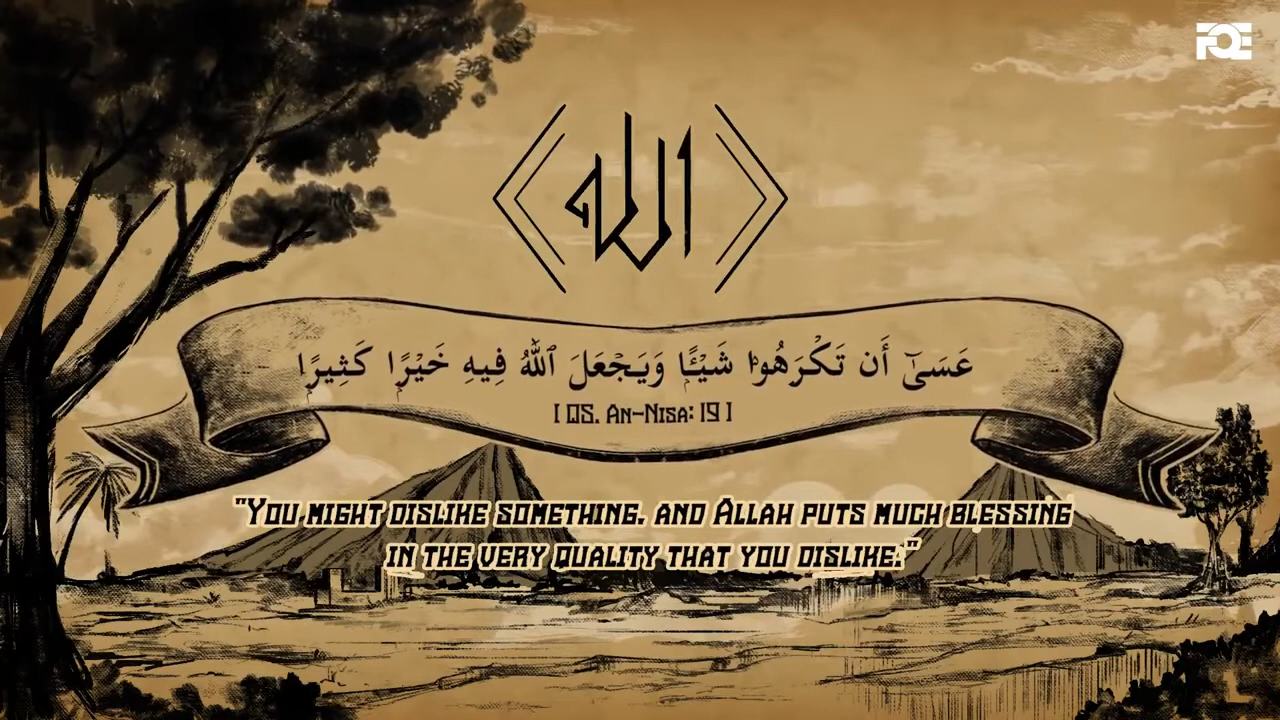 FQE
الله
عَسَىٰٓ أَن تَكْرَهُوا۟ شَيْـًۭٔا وَيَجْعَلَ ٱللَّهُ فِيهِ خَيْرًۭا كَثِيرًۭا
[ QS. An-Nisa: 19 ]
"You might dislike something, and Allah puts much blessing
in the very quality that you dislike."